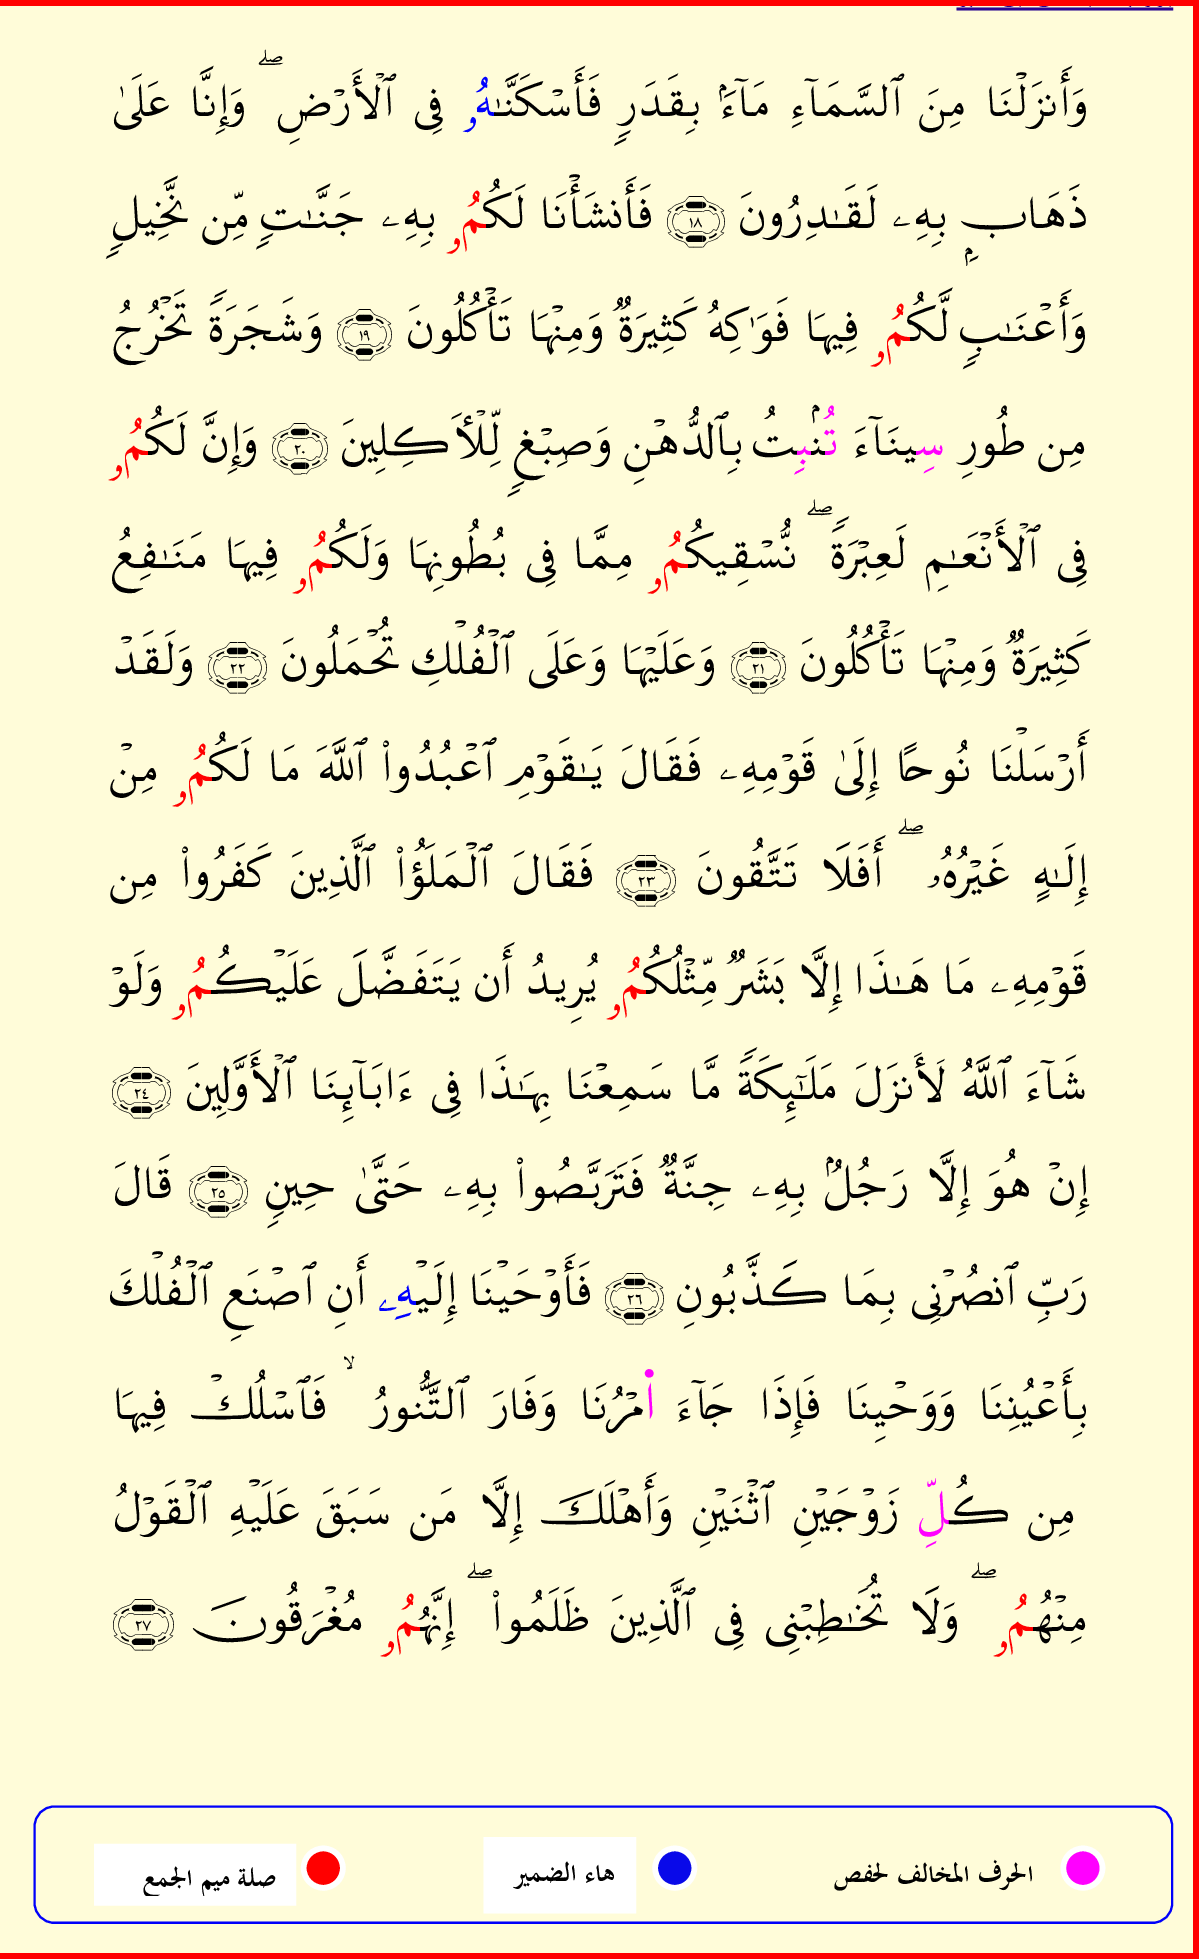 وَأَنزَلْنَا مِنَ ٱلسَّمَآءِ مَآءًۢ بِقَدَرٍ فَأَسْكَنَّـٰهُۥ فِى ٱلْأَرْضِ ۖ وَإِنَّا عَلَىٰ
ذَهَابٍۭ بِهِۦ لَقَـٰدِرُونَ ١٨ فَأَنشَأْنَا لَكُمُۥ بِهِۦ جَنَّـٰتٍ مِّن نَّخِيلٍ
وَأَعْنَـٰبٍ لَّكُمُۥ فِيهَا فَوَٰكِهُ كَثِيرَةٌ وَمِنْهَا تَأْكُلُونَ ١٩ وَشَجَرَةً تَخْرُجُ
مِن طُورِ سِينَآءَ تُنۢبِتُ بِٱلدُّهْنِ وَصِبْغٍ لِّلْـَٔاكِلِينَ ٢٠ وَإِنَّ لَكُمُۥ
فِى ٱلْأَنْعَـٰمِ لَعِبْرَةً ۖ نُّسْقِيكُمُۥ مِمَّا فِى بُطُونِهَا وَلَكُمُۥ فِيهَا مَنَـٰفِعُ
كَثِيرَةٌ وَمِنْهَا تَأْكُلُونَ ٢١ وَعَلَيْهَا وَعَلَى ٱلْفُلْكِ تُحْمَلُونَ ٢٢ وَلَقَدْ
أَرْسَلْنَا نُوحًا إِلَىٰ قَوْمِهِۦ فَقَالَ يَـٰقَوْمِ ٱعْبُدُوا۟ ٱللَّهَ مَا لَكُمُۥ مِنْ
إِلَـٰهٍ غَيْرُهُۥ ۖ أَفَلَا تَتَّقُونَ ٢٣ فَقَالَ ٱلْمَلَؤُا۟ ٱلَّذِينَ كَفَرُوا۟ مِن
قَوْمِهِۦ مَا هَـٰذَا إِلَّا بَشَرٌ مِّثْلُكُمُۥ يُرِيدُ أَن يَتَفَضَّلَ عَلَيْكُمُۥ وَلَوْ
شَآءَ ٱللَّهُ لَأَنزَلَ مَلَـٰٓئِكَةً مَّا سَمِعْنَا بِهَـٰذَا فِى ءَابَآئِنَا ٱلْأَوَّلِينَ ٢٤
إِنْ هُوَ إِلَّا رَجُلٌۢ بِهِۦ جِنَّةٌ فَتَرَبَّصُوا۟ بِهِۦ حَتَّىٰ حِينٍ ٢٥ قَالَ
رَبِّ ٱنصُرْنِى بِمَا كَذَّبُونِ ٢٦ فَأَوْحَيْنَا إِلَيْهِۦ أَنِ ٱصْنَعِ ٱلْفُلْكَ
بِأَعْيُنِنَا وَوَحْيِنَا فَإِذَا جَآءَ اَ۬مْرُنَا وَفَارَ ٱلتَّنُّورُ ۙ فَٱسْلُكْ فِيهَا
مِن كُلِّ زَوْجَيْنِ ٱثْنَيْنِ وَأَهْلَكَ إِلَّا مَن سَبَقَ عَلَيْهِ ٱلْقَوْلُ
مِنْهُمُۥ ۖ وَلَا تُخَـٰطِبْنِى فِى ٱلَّذِينَ ظَلَمُوا۟ ۖ إِنَّهُمُۥ مُغْرَقُونَ ٢٧
الحرف المخالف لحفص هاء الضمير صلة ميم الجمع